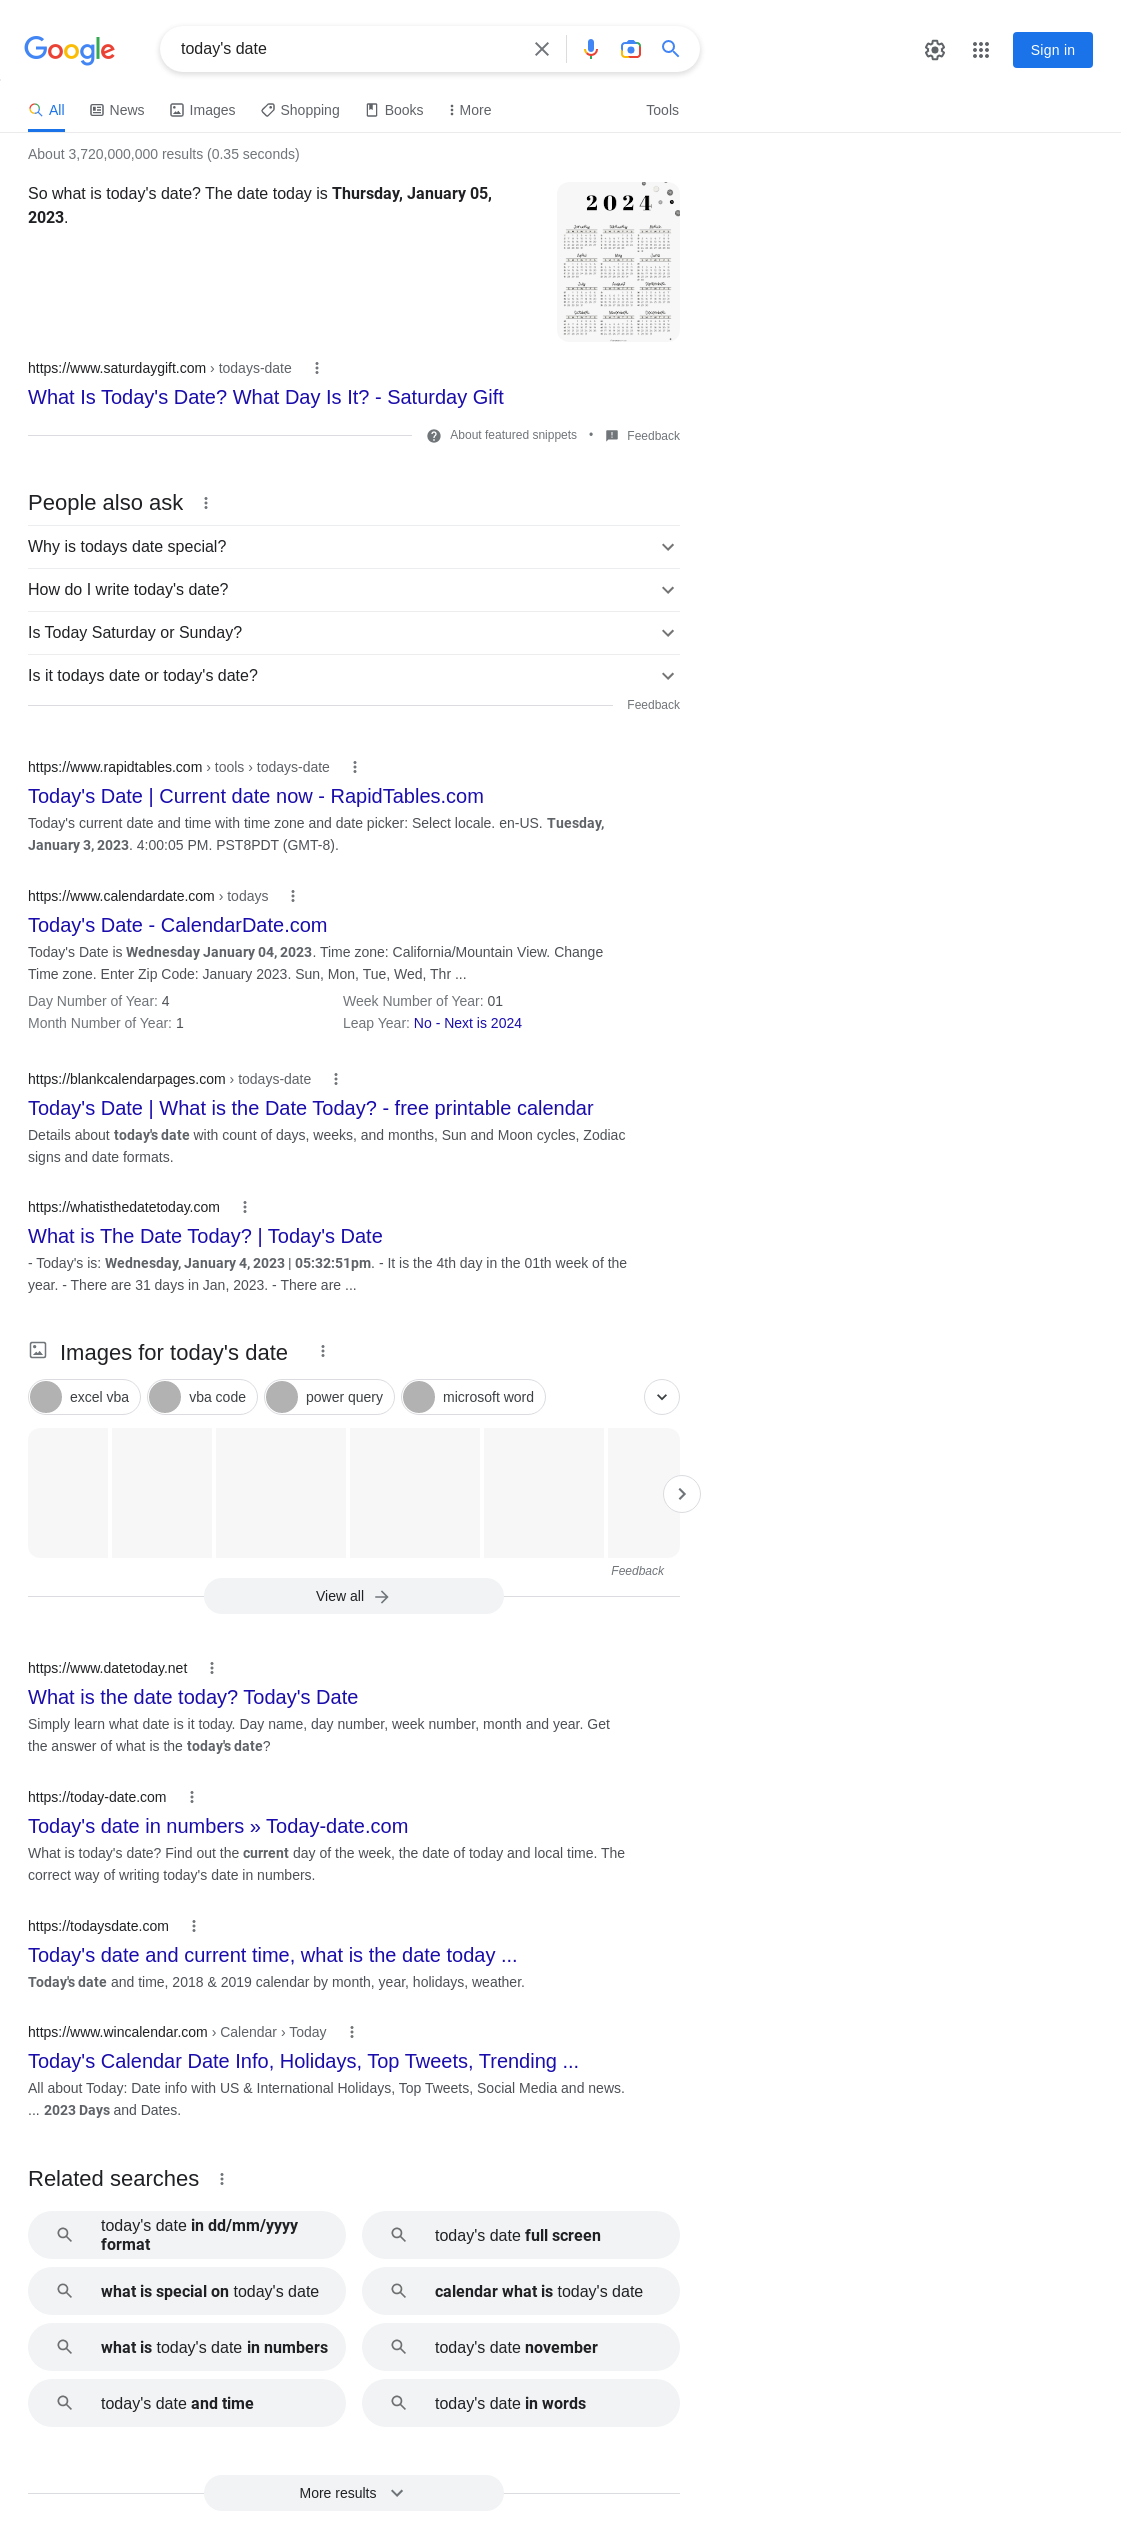 Google
today's date
Sign in
All
News
Images
Shopping
Books
More
Tools
About 3,720,000,000 results (0.35 seconds)
So what is today's date? The date today is Thursday, January 05,
2023.
2024
January February March
April May June
July August September
October November December
https://www.saturdaygift.com › todays-date
What Is Today's Date? What Day Is It? - Saturday Gift
About featured snippets • Feedback
People also ask
Why is todays date special?
How do I write today's date?
Is Today Saturday or Sunday?
Is it todays date or today's date?
Feedback
https://www.rapidtables.com › tools › todays-date
Today's Date | Current date now - RapidTables.com
Today's current date and time with time zone and date picker: Select locale. en-US. Tuesday,
January 3, 2023. 4:00:05 PM. PST8PDT (GMT-8).
https://www.calendardate.com › todays
Today's Date - CalendarDate.com
Today's Date is Wednesday January 04, 2023. Time zone: California/Mountain View. Change
Time zone. Enter Zip Code: January 2023. Sun, Mon, Tue, Wed, Thr ...
Day Number of Year: 4
Week Number of Year: 01
Month Number of Year: 1
Leap Year: No - Next is 2024
https://blankcalendarpages.com › todays-date
Today's Date | What is the Date Today? - free printable calendar
Details about today's date with count of days, weeks, and months, Sun and Moon cycles, Zodiac
signs and date formats.
https://whatisthedatetoday.com
What is The Date Today? | Today's Date
- Today's is: Wednesday, January 4, 2023 | 05:32:51pm. - It is the 4th day in the 01th week of the
year. - There are 31 days in Jan, 2023. - There are ...
Images for today's date
excel vba
vba code
power query
microsoft word
Feedback
View all
https://www.datetoday.net
What is the date today? Today's Date
Simply learn what date is it today. Day name, day number, week number, month and year. Get
the answer of what is the today's date?
https://today-date.com
Today's date in numbers » Today-date.com
What is today's date? Find out the current day of the week, the date of today and local time. The
correct way of writing today's date in numbers.
https://todaysdate.com
Today's date and current time, what is the date today ...
Today's date and time, 2018 & 2019 calendar by month, year, holidays, weather.
https://www.wincalendar.com › Calendar › Today
Today's Calendar Date Info, Holidays, Top Tweets, Trending ...
All about Today: Date info with US & International Holidays, Top Tweets, Social Media and news.
... 2023 Days and Dates.
Related searches
today's date in dd/mm/yyyy
format
today's date full screen
what is special on today's date
calendar what is today's date
what is today's date in numbers
today's date november
today's date and time
today's date in words
More results